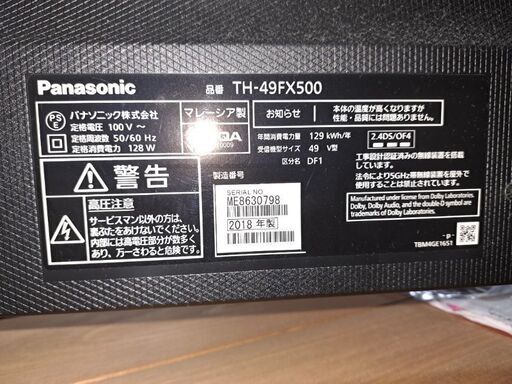 Panasonic
品番 TH-49FX500
PSE
パナソニック株式会社
定格電圧 100 V ～
定格周波数 50/60 Hz
定格消費電力 128 W
マレーシア製
お知らせ
本体の温度が高くなりますが
性能・品質には問題ありません
年間消費電力量 129 kWh/年
受信機型サイズ 49 V型
区分名 DF1
2.4DS/OF4
工事設計認証済みの無線装置を搭載
しています。
法令により5GHz帯無線装置を屋外で
使用することは禁止されています。
警告
高圧注意
サービスマン以外の方は、裏ぶ
たをあけないでください。内部
には高電圧部分が数多く
あり、万一さわると危険です。
製造番号
SERIAL NO
ME8630798
2018 年製
Manufactured under license from Dolby Laboratories.
Dolby, Dolby Audio, and the double-D symbol are
trademarks of Dolby Laboratories.
-P-
TBM4GE1651